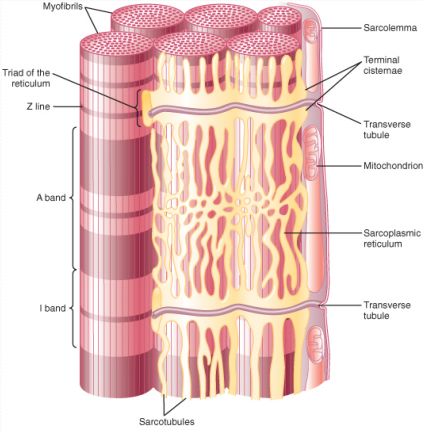 Myofibrils
Sarcolemma
Terminal
cisternae
Triad of the
reticulum
Z line
Transverse
tubule
Mitochondrion
A band
Sarcoplasmic
reticulum
I band
Transverse
tubule
Sarcotubules